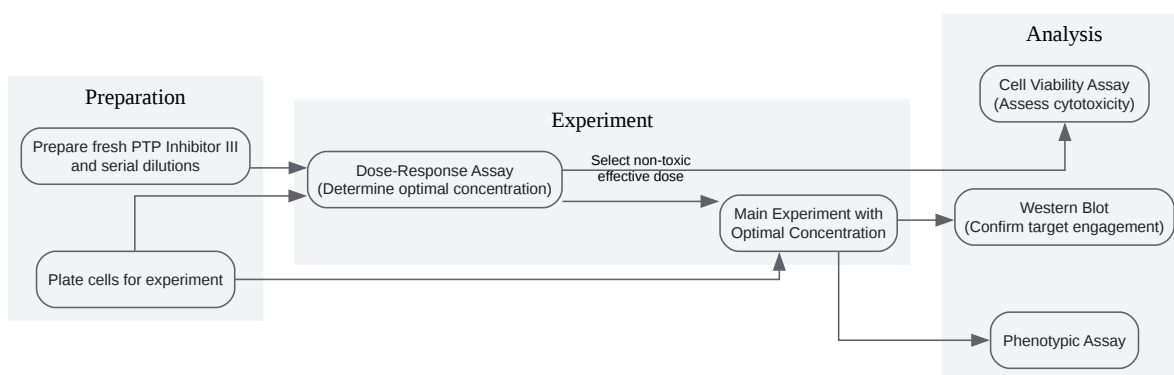 Preparation
Prepare fresh PTP Inhibitor III
and serial dilutions
Plate cells for experiment
Experiment
Dose-Response Assay
(Determine optimal concentration)
Select non-toxic
effective dose
Main Experiment with
Optimal Concentration
Analysis
Cell Viability Assay
(Assess cytotoxicity)
Western Blot
(Confirm target engagement)
Phenotypic Assay